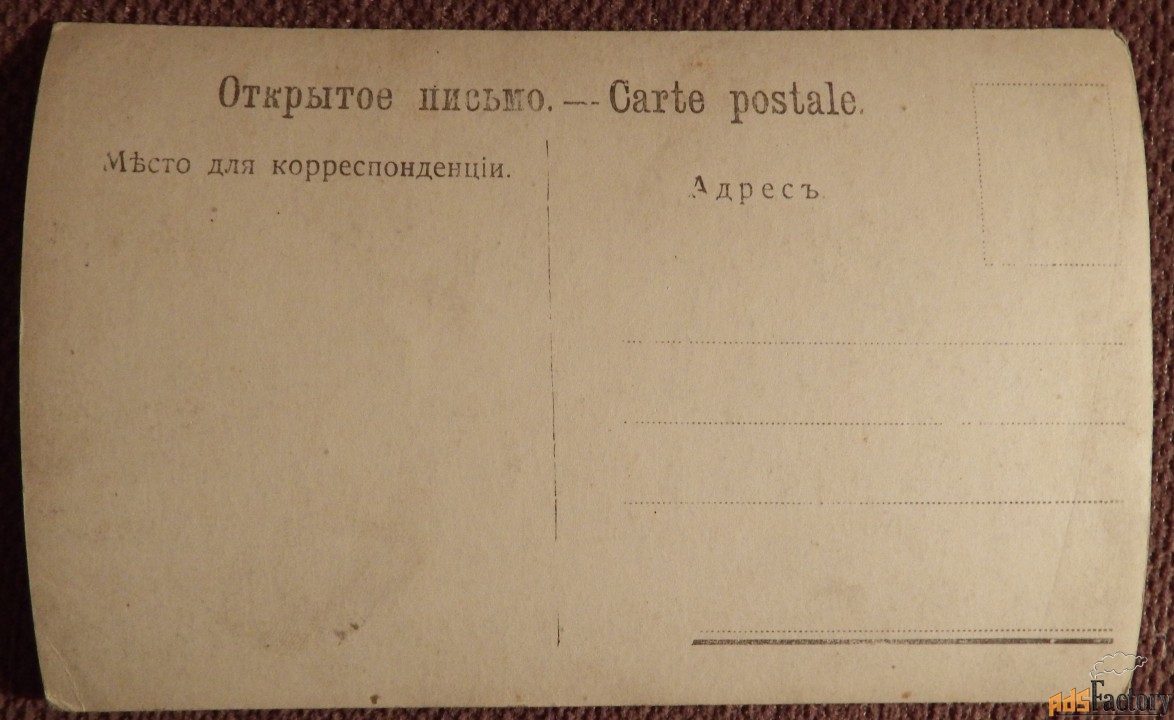 Открытое письмо. — Carte postale.
Мѣсто для корреспонденціи.
Адресъ
AdsFactory